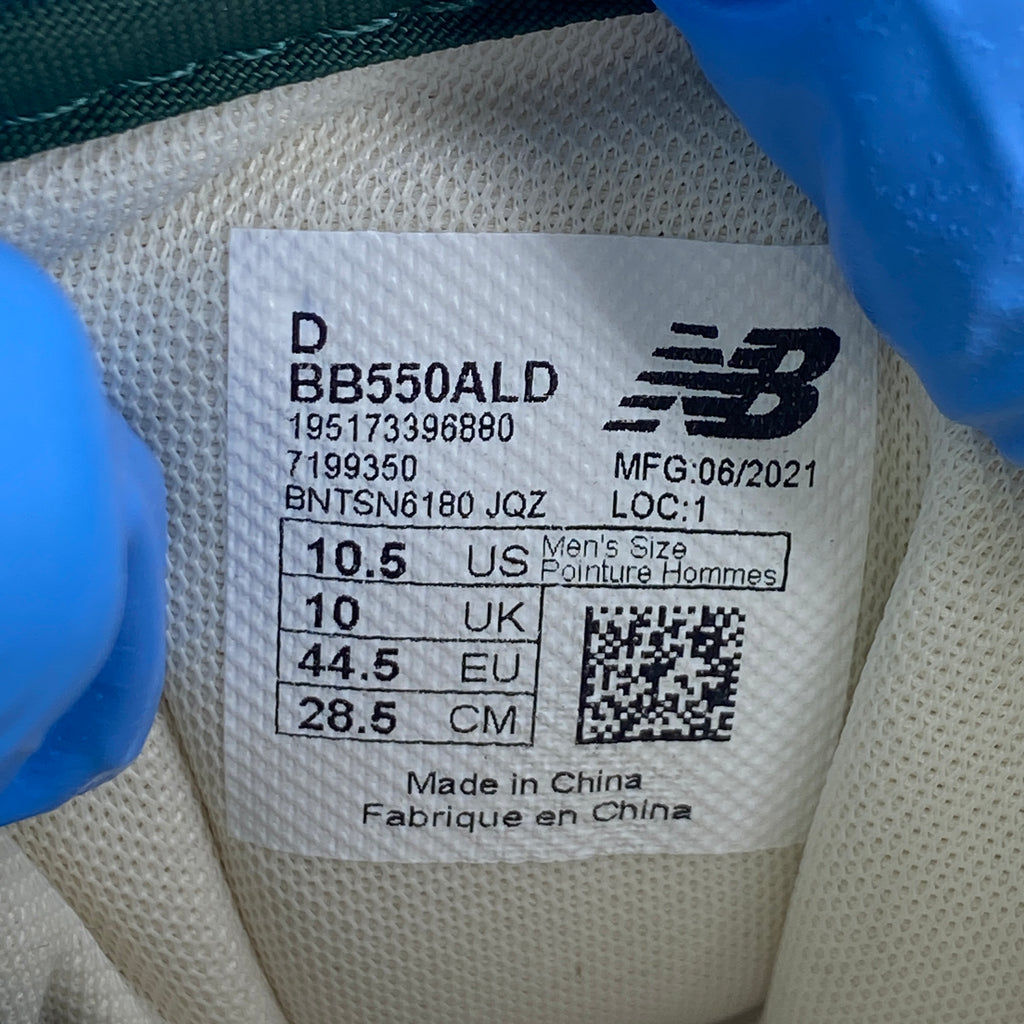 D
BB550ALD
NB
195173396880
7199350 MFG:06/2021
BNTSN6180 JQZ LOC:1
10.5 US Men's Size
Pointure Hommes
10 UK
44.5 EU
28.5 CM
Made in China
Fabrique en China